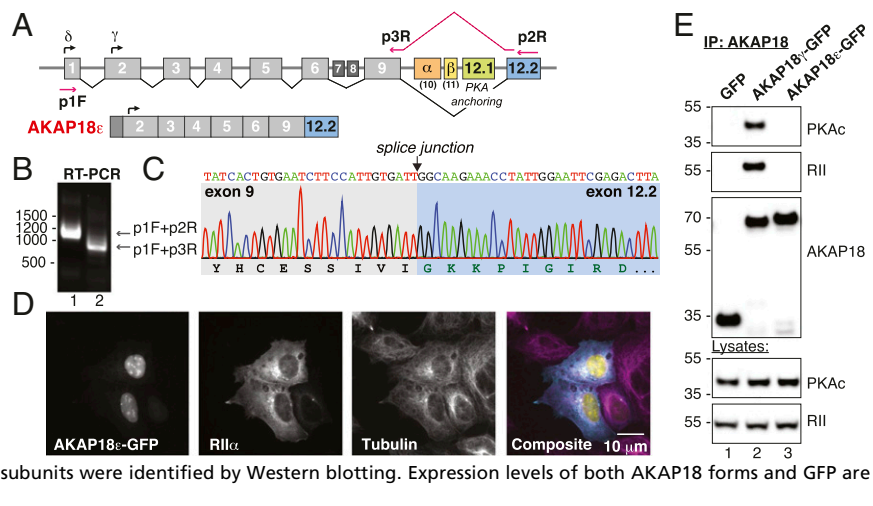 A
δ
γ
p3R
p2R
1
2
3
4
5
6
7
8
9
α
β
12.1
12.2
(10)
(11)
PKA
anchoring
p1F
AKAP18ε
2
3
4
5
6
9
12.2
B
RT-PCR
1500 -
1200 -
1000 -
500 -
p1F+p2R
p1F+p3R
1
2
C
splice junction
TATCACTGTGAATCTTCCATTGTGATTGGCAAGAAACCTATTGGAATTCGAGACTTA
exon 9
exon 12.2
Y H C E S S I V I G K K P I G I R D...
D
AKAP18ε-GFP
RIIα
Tubulin
Composite
10 μm
E
IP: AKAP18
GFP
AKAP18γ-GFP
AKAP18ε-GFP
55 -
35 -
PKAc
55 -
RII
70 -
55 -
35 -
AKAP18
Lysates:
55 -
35 -
PKAc
55 -
RII
1
2
3
subunits were identified by Western blotting. Expression levels of both AKAP18 forms and GFP are